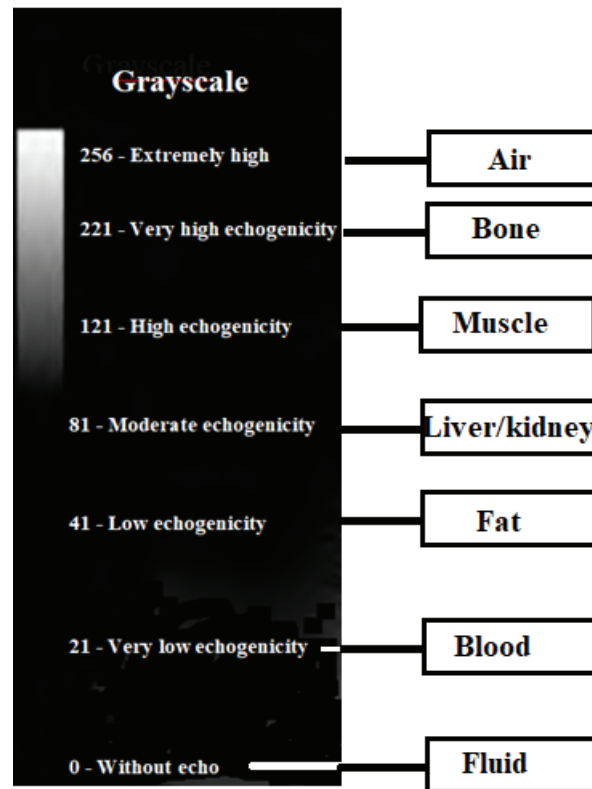 Grayscale
Grayscale
256 - Extremely high
Air
221 - Very high echogenicity
Bone
121 - High echogenicity
Muscle
81 - Moderate echogenicity
Liver/kidney
41 - Low echogenicity
Fat
21 - Very low echogenicity
Blood
0 - Without echo
Fluid